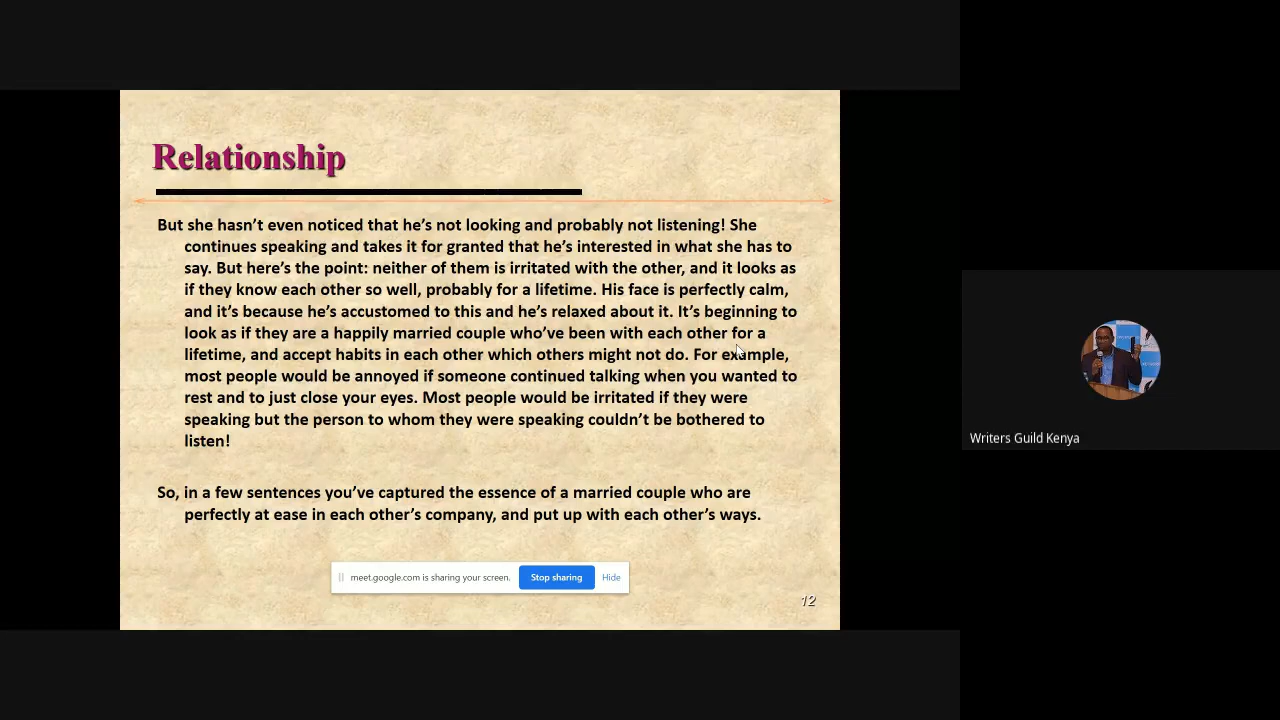 Relationship
But she hasn't even noticed that he's not looking and probably not listening! She
continues speaking and takes it for granted that he's interested in what she has to
say. But here's the point: neither of them is irritated with the other, and it looks as
if they know each other so well, probably for a lifetime. His face is perfectly calm,
and it's because he's accustomed to this and he's relaxed about it. It's beginning to
look as if they are a happily married couple who've been with each other for a
lifetime, and accept habits in each other which others might not do. For example,
most people would be annoyed if someone continued talking when you wanted to
rest and to just close your eyes. Most people would be irritated if they were
speaking but the person to whom they were speaking couldn't be bothered to
listen!
So, in a few sentences you've captured the essence of a married couple who are
perfectly at ease in each other's company, and put up with each other's ways.
meet.google.com is sharing your screen. Stop sharing Hide
12
Writers Guild Kenya